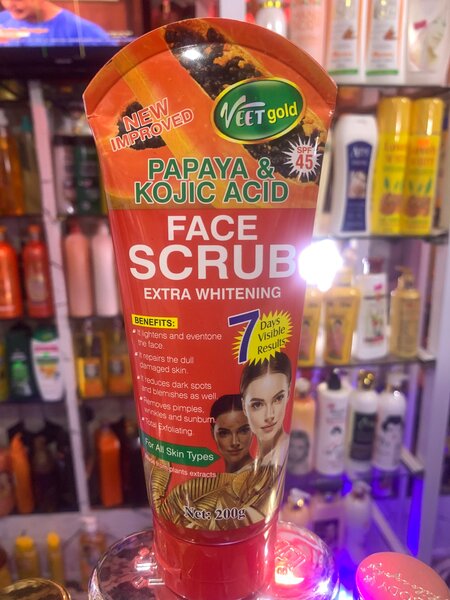 NEW
IMPROVED
VEET gold
SPF
45
PAPAYA &
KOJIC ACID
FACE
SCRUB
EXTRA WHITENING
BENEFITS:
It lightens and eventone
the face.
It repairs the dull
damaged skin.
It reduces dark spots
and blemishes as well.
Removes pimples,
wrinkles and sunburn
Total Exfoliating.
7 Days
Visible
Results
For All Skin Types
plants extracts
Net: 200g